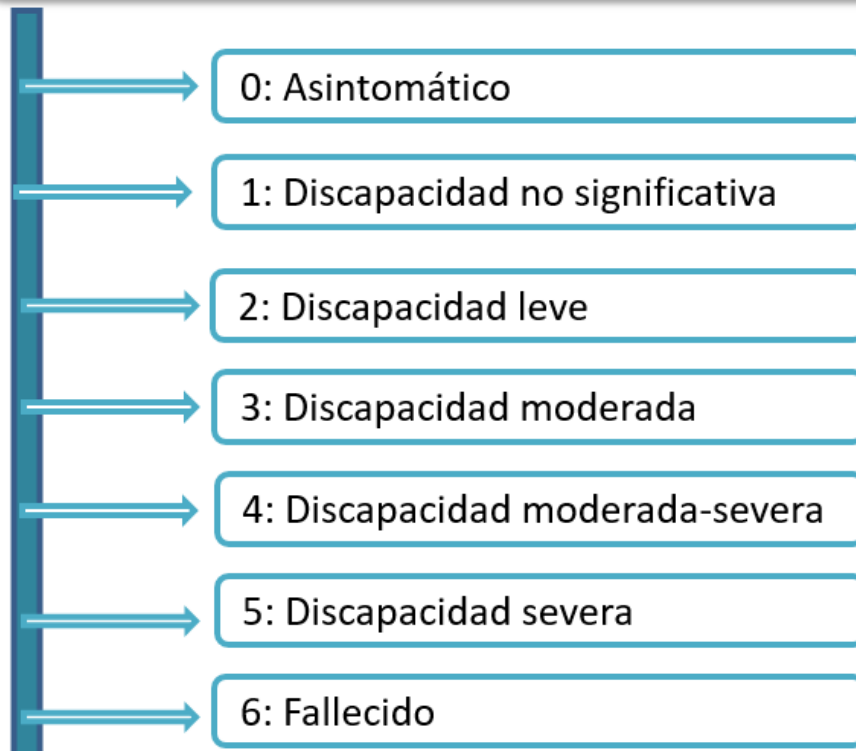 0: Asintomático
1: Discapacidad no significativa
2: Discapacidad leve
3: Discapacidad moderada
4: Discapacidad moderada-severa
5: Discapacidad severa
6: Fallecido